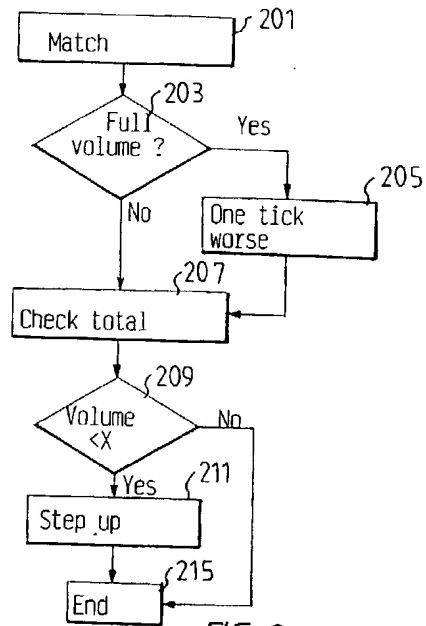 201
Match
203
Full
volume ?
Yes
205
One tick
worse
No
207
Check total
209
Volume
<X
No
Yes
211
Step up
215
End